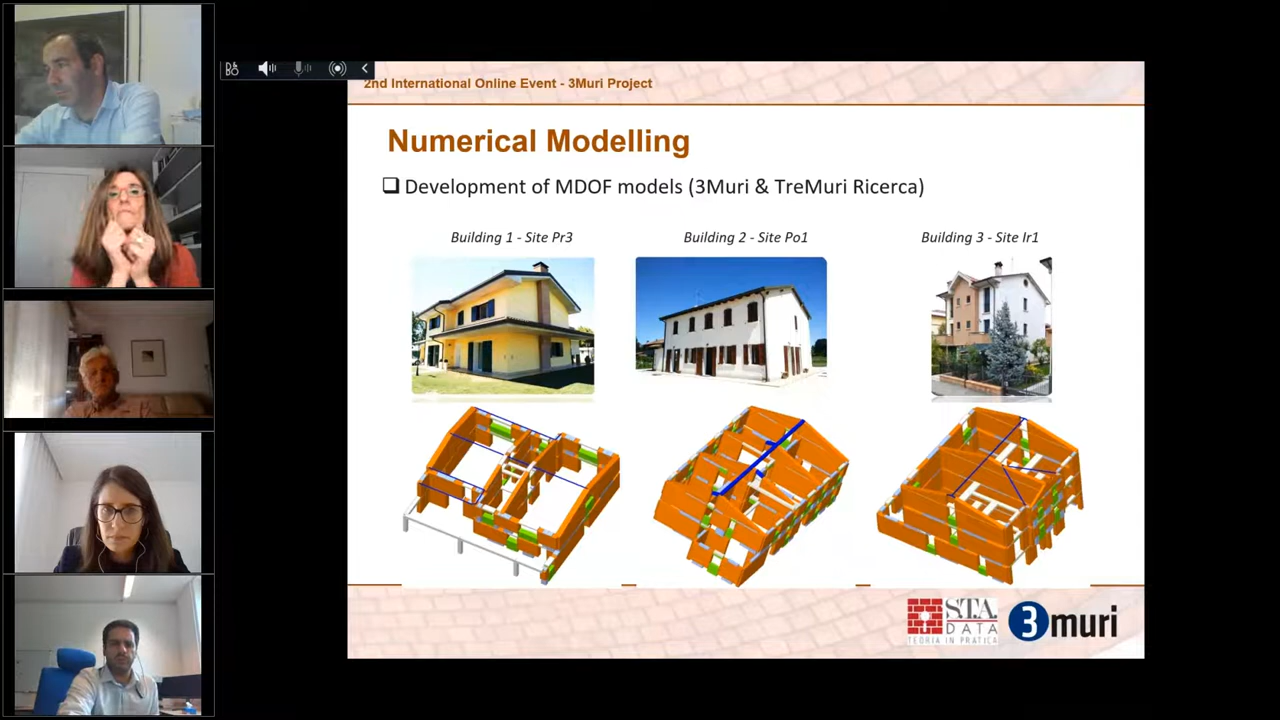 2nd International Online Event - 3Muri Project
Numerical Modelling
Development of MDOF models (3Muri & TreMuri Ricerca)
Building 1 - Site Pr3
Building 2 - Site Po1
Building 3 - Site Ir1
S.T.A.
DATA
TEORIA IN PRATICA
3muri